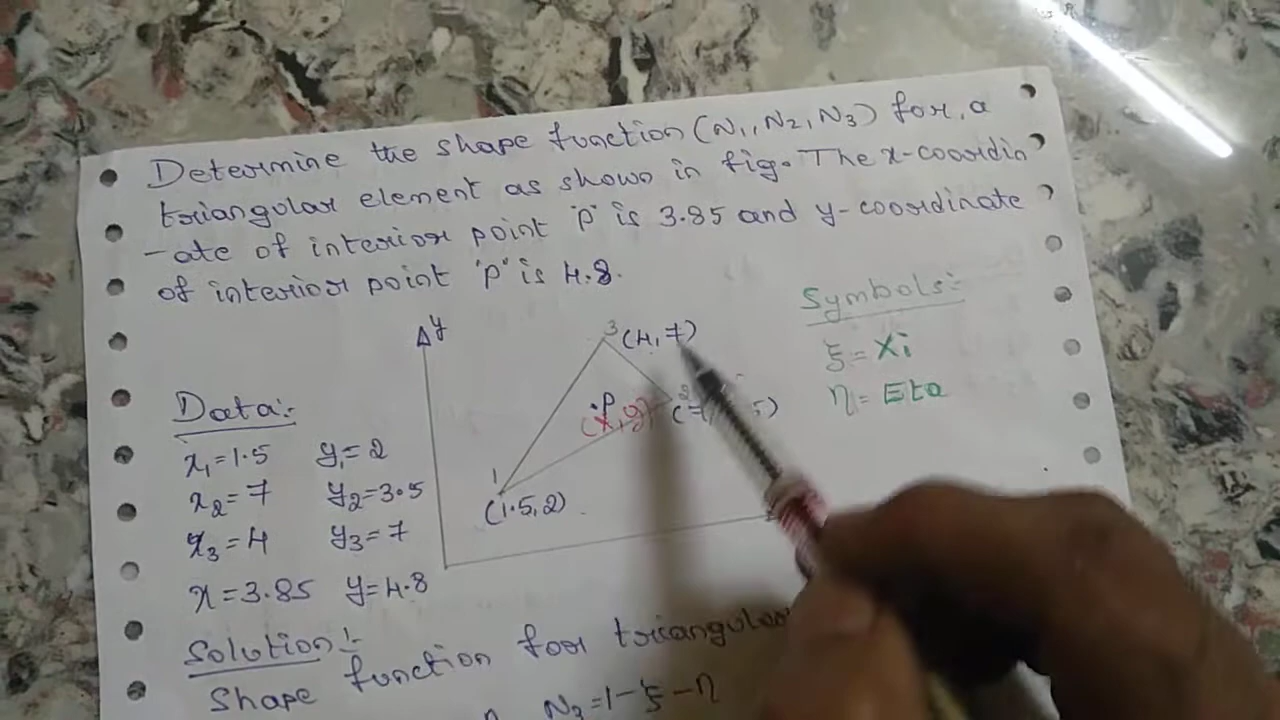 Determine the shape function (N1, N2, N3) for, a
triangular element as shown in fig. The x-coordin
-ate of interior point 'P' is 3.85 and y-coordinate
of interior point 'P' is 4.8.
Symbols:-
ξ = Xi
η = Eta
y
3 (4,7)
.P
(x,y)
2
1
(1.5,2)
Data:-
x1=1.5 y1=2
x2=7 y2=3.5
x3=4 y3=7
x=3.85 y=4.8
Solution:-
Shape function for triangular
N3=1-ξ-η